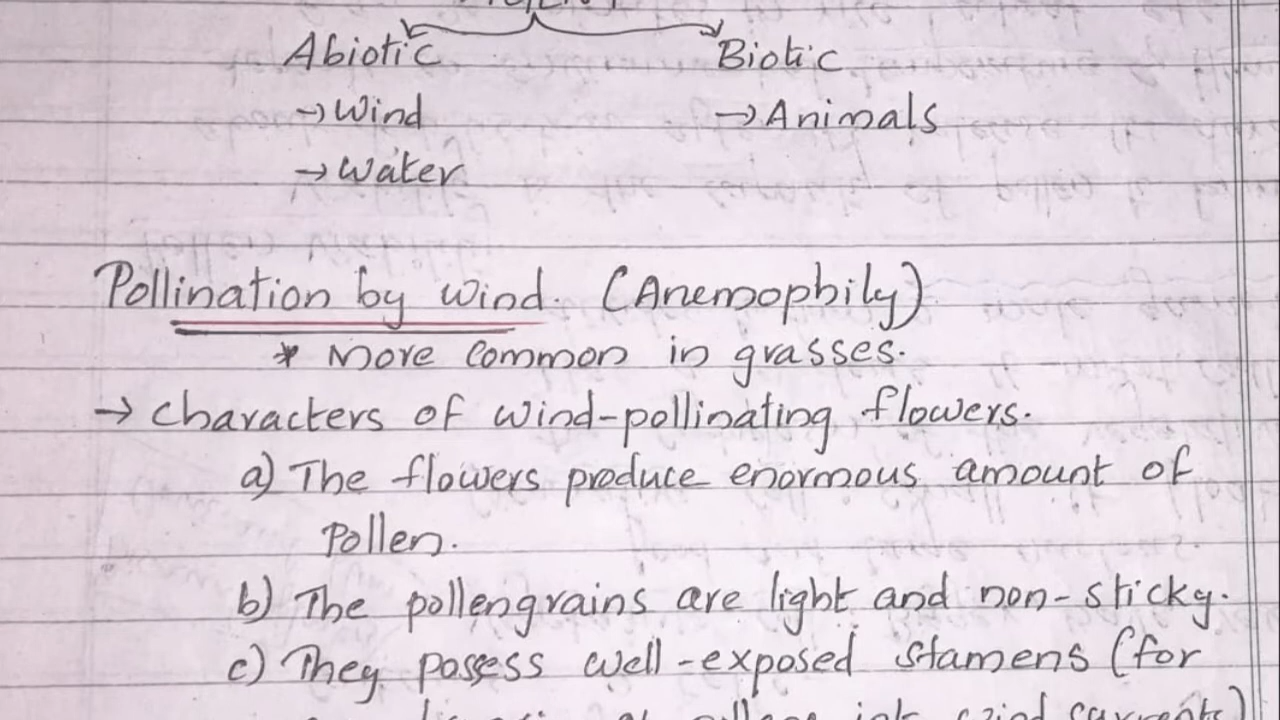 Abiotic Biotic
→ Wind → Animals
→ Water
Pollination by wind. (Anemophily)
* More common in grasses.
→ characters of wind-pollinating flowers.
a) The flowers produce enormous amount of
Pollen.
b) The pollengrains are light and non-sticky.
c) They possess well-exposed stamens (for